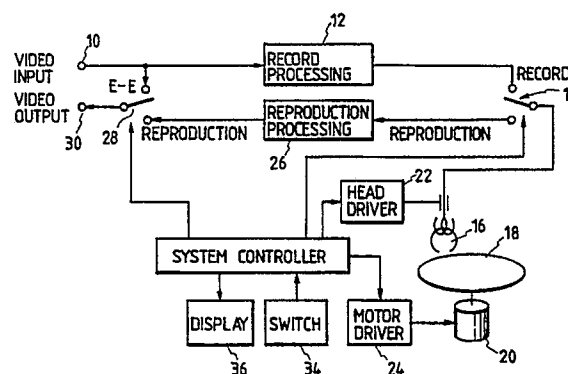 10
12
VIDEO INPUT
RECORD PROCESSING
RECORD
E-E
VIDEO OUTPUT
28
REPRODUCTION
REPRODUCTION PROCESSING
REPRODUCTION
30
26
22
HEAD DRIVER
16
18
SYSTEM CONTROLLER
DISPLAY
SWITCH
MOTOR DRIVER
36
34
24
20